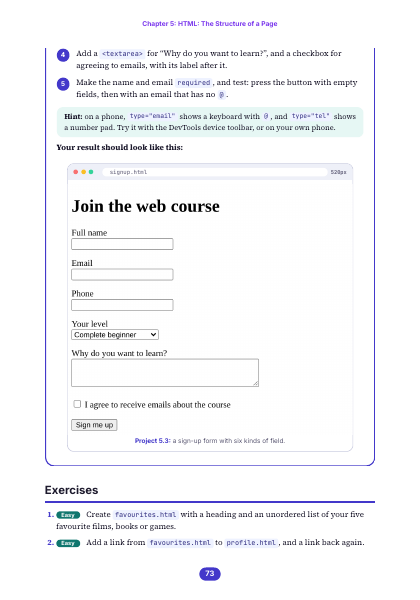 Chapter 5: HTML: The Structure of a Page
4 Add a <textarea> for “Why do you want to learn?”, and a checkbox for
agreeing to emails, with its label after it.
5 Make the name and email required, and test: press the button with empty
fields, then with an email that has no @.
Hint: on a phone, type="email" shows a keyboard with @, and type="tel" shows
a number pad. Try it with the DevTools device toolbar, or on your own phone.
Your result should look like this:
signup.html 520px
Join the web course
Full name
Email
Phone
Your level
Complete beginner
Why do you want to learn?
I agree to receive emails about the course
Sign me up
Project 5.3: a sign-up form with six kinds of field.
Exercises
1. Easy Create favourites.html with a heading and an unordered list of your five
favourite films, books or games.
2. Easy Add a link from favourites.html to profile.html, and a link back again.
73